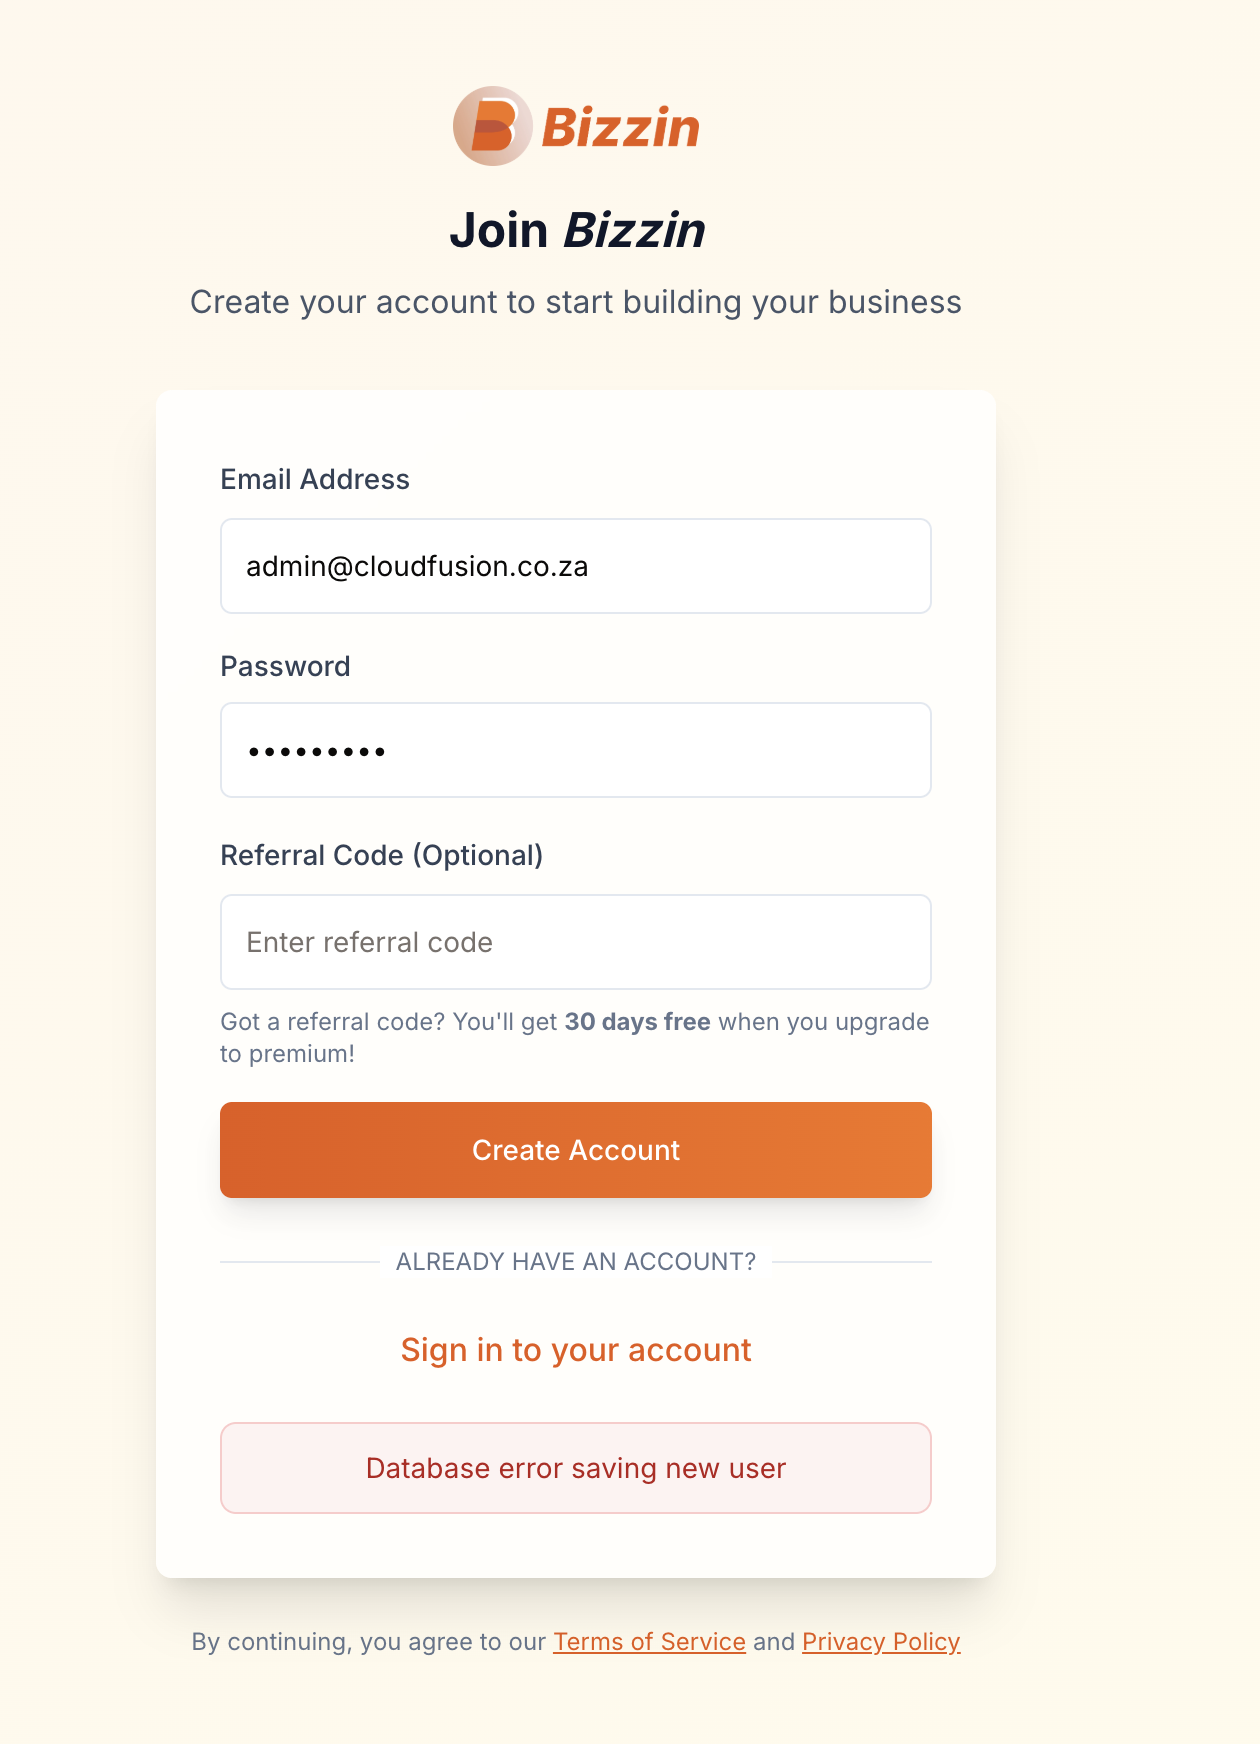 Bizzin
Join Bizzin
Create your account to start building your business
Email Address
admin@cloudfusion.co.za
Password
•••••••••
Referral Code (Optional)
Enter referral code
Got a referral code? You'll get 30 days free when you upgrade
to premium!
Create Account
ALREADY HAVE AN ACCOUNT?
Sign in to your account
Database error saving new user
By continuing, you agree to our Terms of Service and Privacy Policy